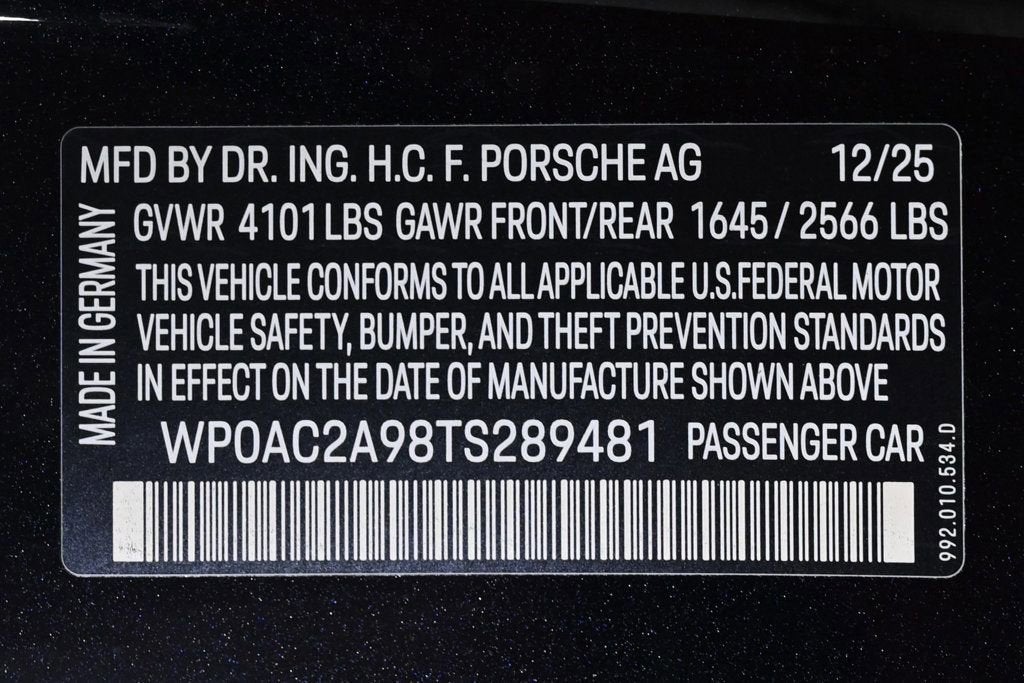 MFD BY DR. ING. H.C. F. PORSCHE AG 12/25
MADE IN GERMANY
GVWR 4101 LBS GAWR FRONT/REAR 1645 / 2566 LBS
THIS VEHICLE CONFORMS TO ALL APPLICABLE U.S.FEDERAL MOTOR
VEHICLE SAFETY, BUMPER, AND THEFT PREVENTION STANDARDS
IN EFFECT ON THE DATE OF MANUFACTURE SHOWN ABOVE
WP0AC2A98TS289481 PASSENGER CAR
992.010.534.D